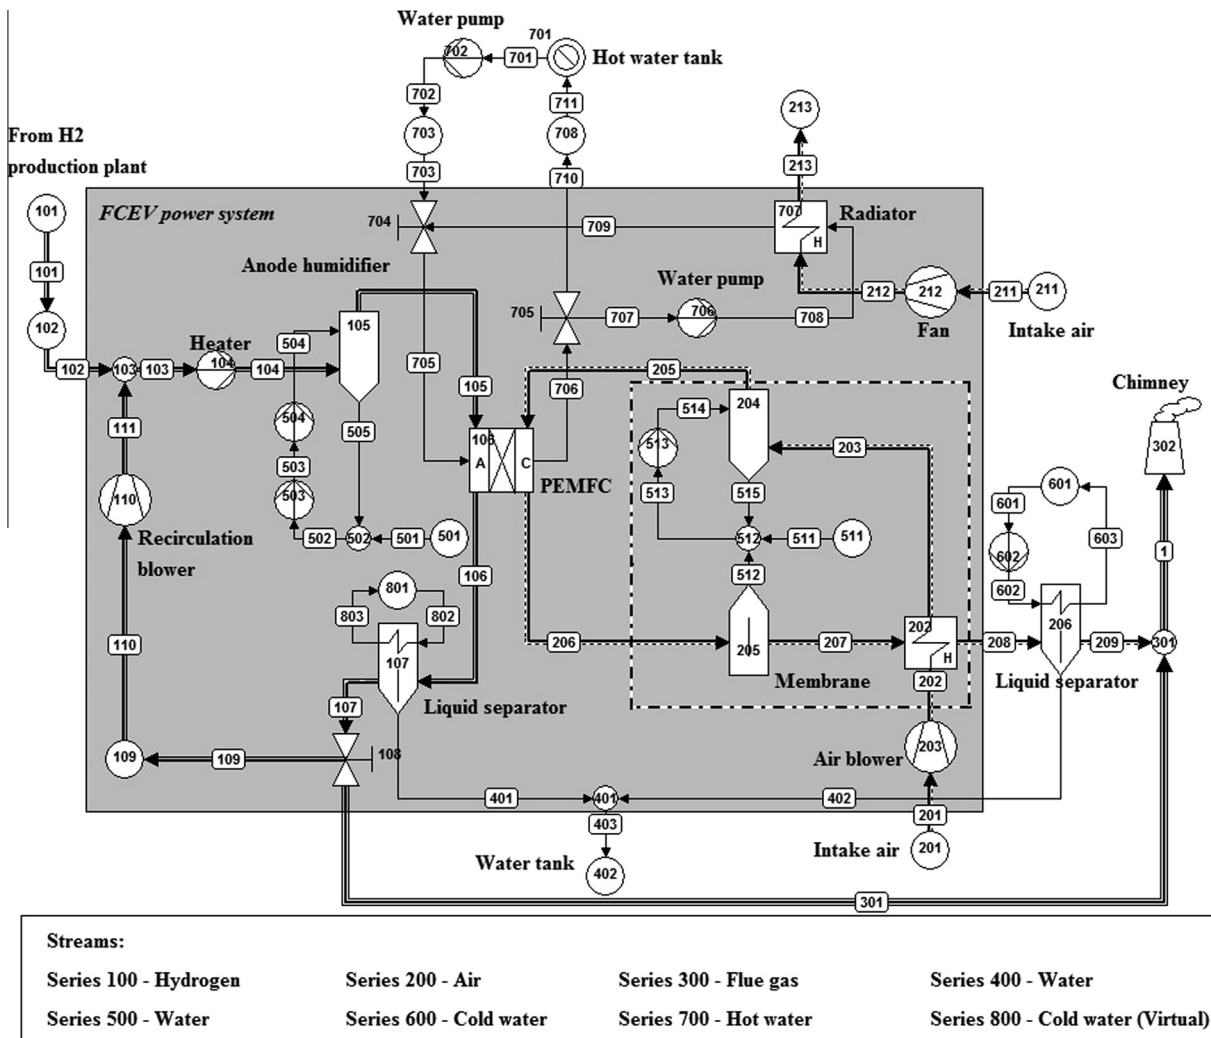 Water pump
701
702
701
Hot water tank
702
711
213
From H2
production plant
703
708
703
710
213
101
FCEV power system
704
709
707
Radiator
H
101
Anode humidifier
Water pump
212
212
211
211
102
705
707
706
708
Fan
Intake air
105
Heater
504
104
102
103
103
104
705
105
706
205
Chimney
111
504
505
514
204
302
106
A
C
513
203
110
503
503
PEMFC
513
515
601
601
502
502
501
501
512
511
511
602
603
1
Recirculation
blower
106
512
602
801
803
802
202
206
110
107
206
205
207
H
208
209
301
Membrane
202
Liquid separator
107
Liquid separator
109
109
108
Air blower
203
401
401
402
403
201
Water tank
402
Intake air
201
301
Streams:
Series 100 - Hydrogen
Series 200 - Air
Series 300 - Flue gas
Series 400 - Water
Series 500 - Water
Series 600 - Cold water
Series 700 - Hot water
Series 800 - Cold water (Virtual)